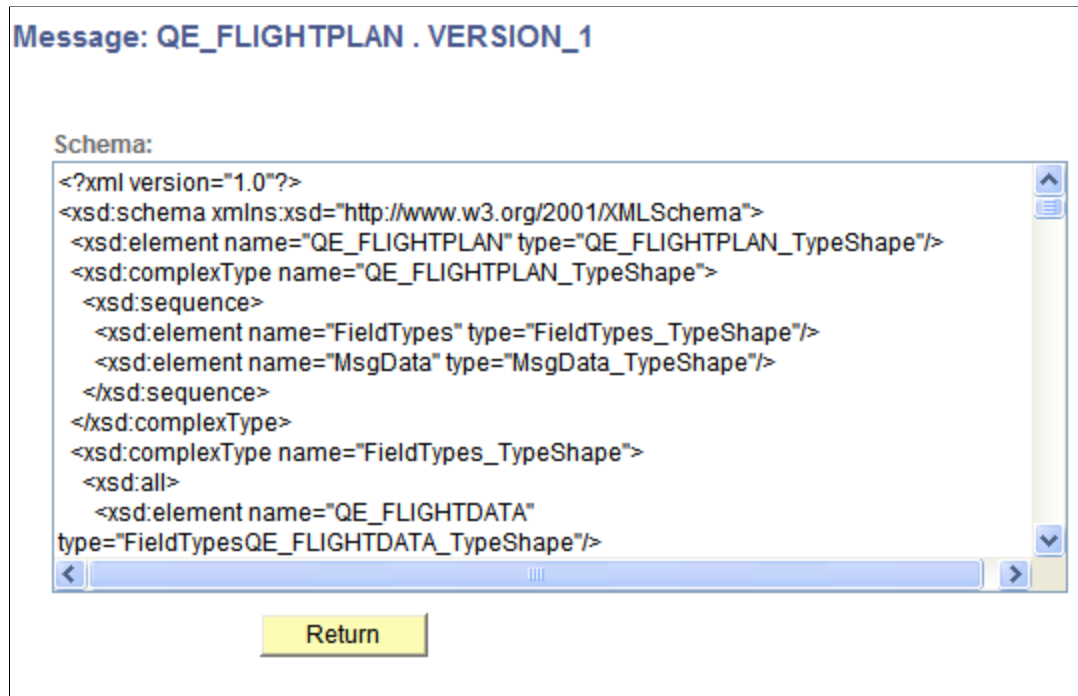 Message: QE_FLIGHTPLAN . VERSION_1
Schema:
<?xml version="1.0"?>
<xsd:schema xmlns:xsd="http://www.w3.org/2001/XMLSchema">
<xsd:element name="QE_FLIGHTPLAN" type="QE_FLIGHTPLAN_TypeShape"/>
<xsd:complexType name="QE_FLIGHTPLAN_TypeShape">
<xsd:sequence>
<xsd:element name="FieldTypes" type="FieldTypes_TypeShape"/>
<xsd:element name="MsgData" type="MsgData_TypeShape"/>
</xsd:sequence>
</xsd:complexType>
<xsd:complexType name="FieldTypes_TypeShape">
<xsd:all>
<xsd:element name="QE_FLIGHTDATA"
type="FieldTypesQE_FLIGHTDATA_TypeShape"/>
Return